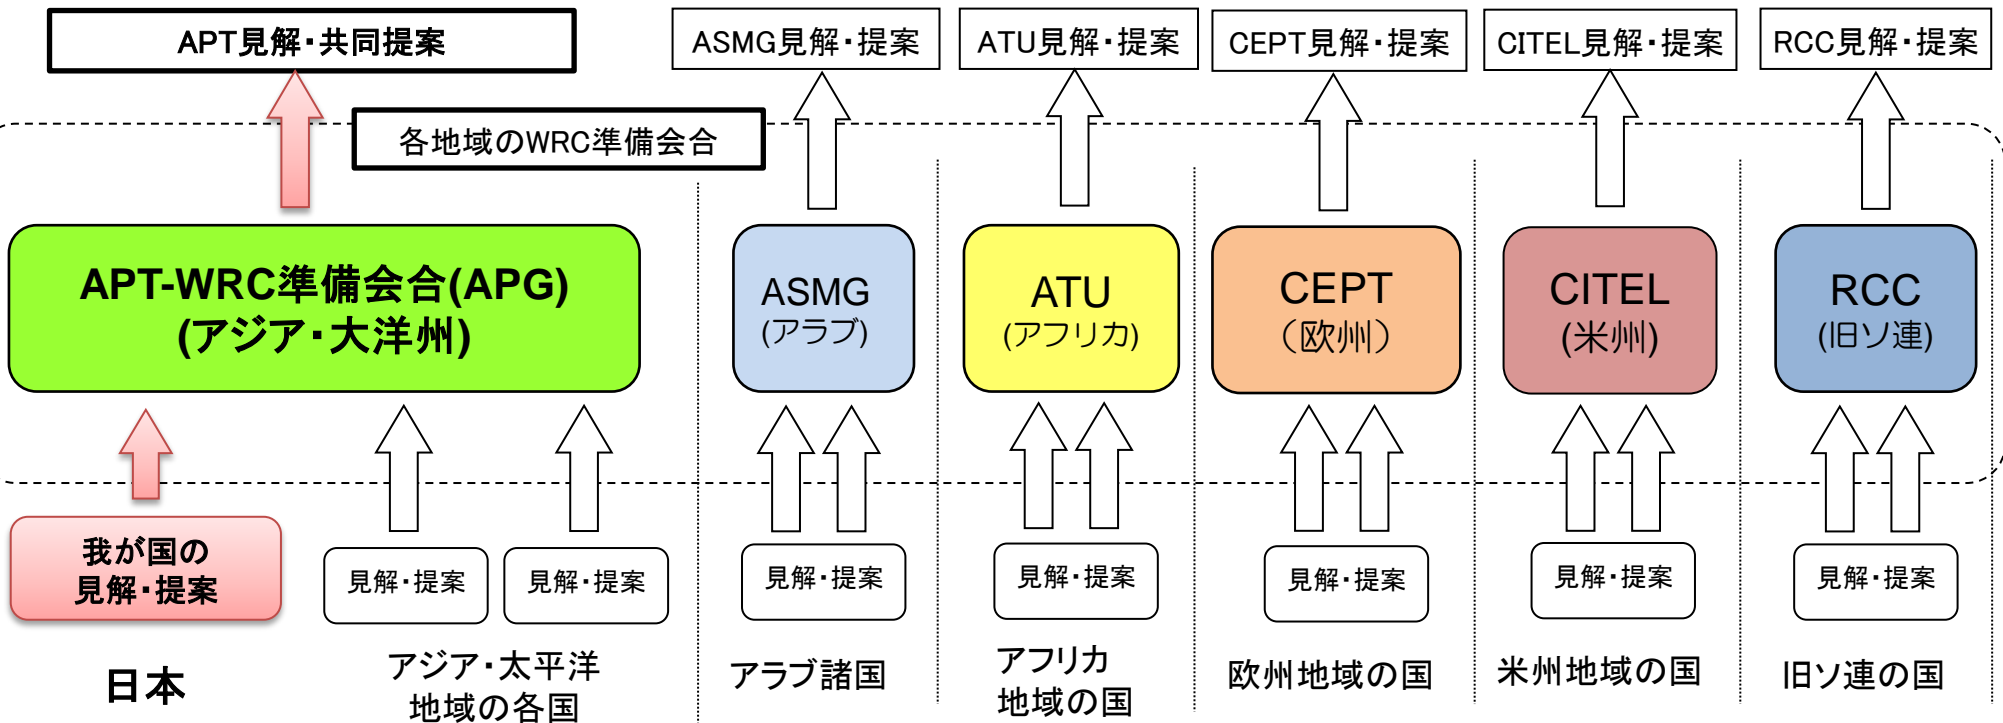 APT見解・共同提案
ASMG見解・提案
ATU見解・提案
CEPT見解・提案
CITEL見解・提案
RCC見解・提案
各地域のWRC準備会合
APT-WRC準備会合(APG)
(アジア・大洋州)
ASMG
(アラブ)
ATU
(アフリカ)
CEPT
(欧州)
CITEL
(米州)
RCC
(旧ソ連)
我が国の
見解・提案
見解・提案
見解・提案
見解・提案
見解・提案
見解・提案
見解・提案
見解・提案
日本
アジア・太平洋
地域の各国
アラブ諸国
アフリカ
地域の国
欧州地域の国
米州地域の国
旧ソ連の国